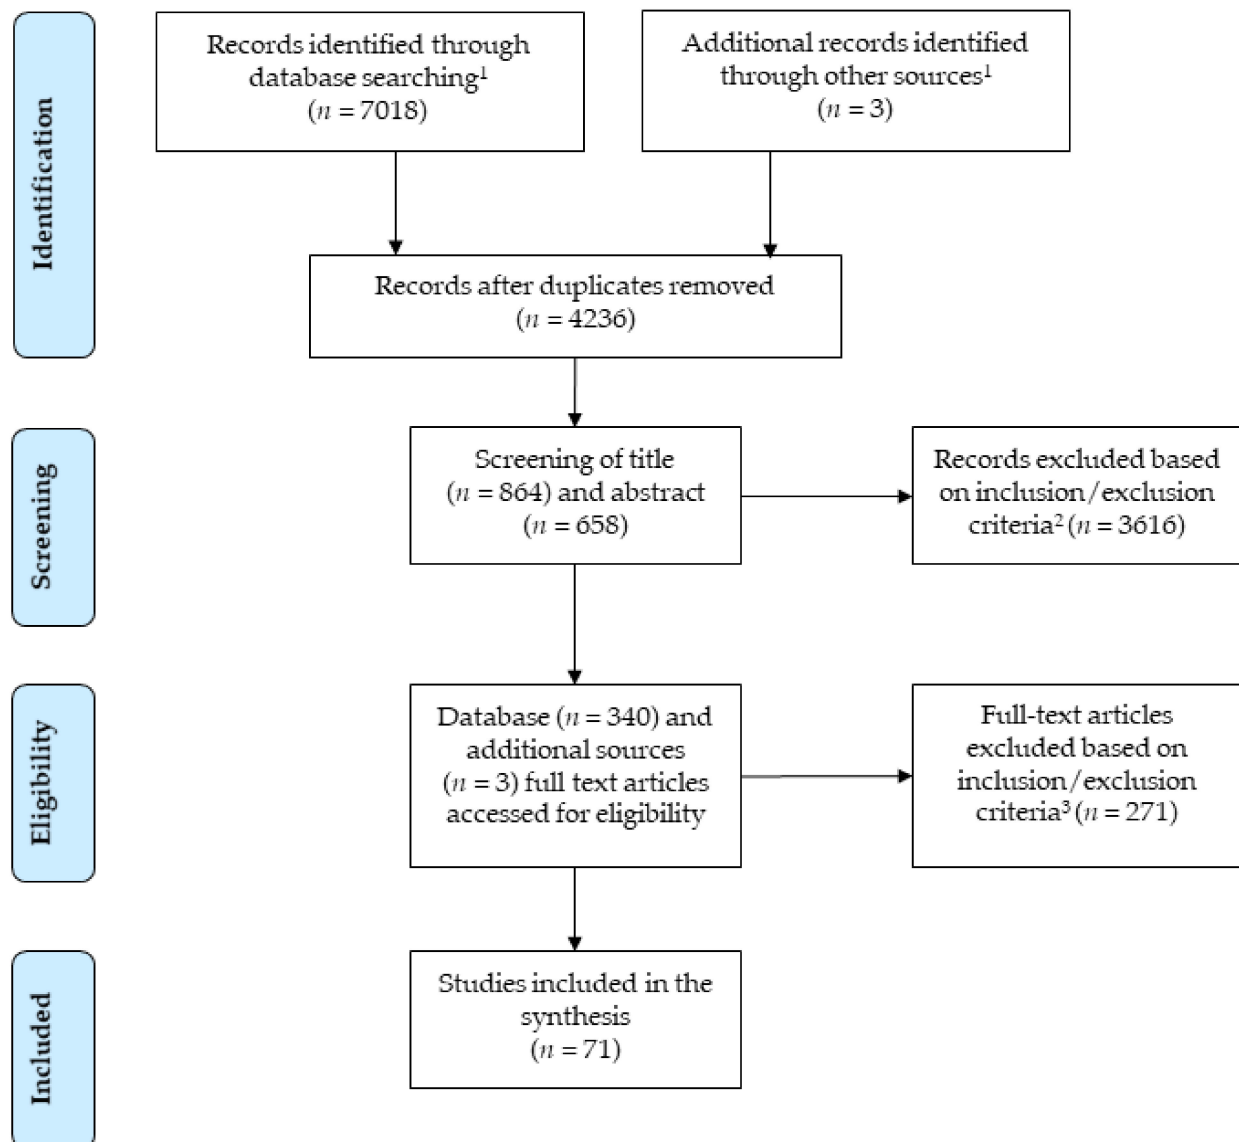 Identification
Records identified through
database searching¹
(n = 7018)
Additional records identified
through other sources¹
(n = 3)
Records after duplicates removed
(n = 4236)
Screening
Screening of title
(n = 864) and abstract
(n = 658)
Records excluded based
on inclusion/exclusion
criteria² (n = 3616)
Eligibility
Database (n = 340) and
additional sources
(n = 3) full text articles
accessed for eligibility
Full-text articles
excluded based on
inclusion/exclusion
criteria³ (n = 271)
Included
Studies included in the
synthesis
(n = 71)